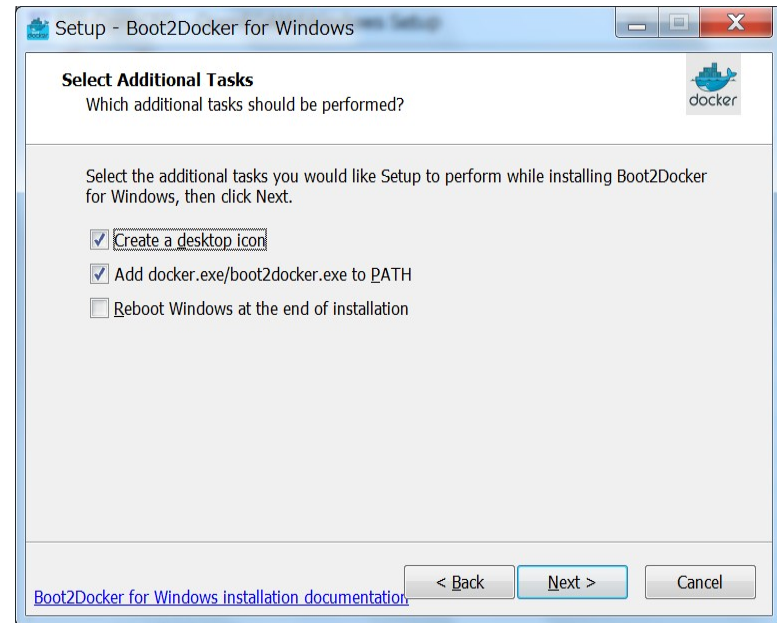 Setup - Boot2Docker for Windows
Select Additional Tasks
Which additional tasks should be performed?
docker
Select the additional tasks you would like Setup to perform while installing Boot2Docker
for Windows, then click Next.
Create a desktop icon
Add docker.exe/boot2docker.exe to PATH
Reboot Windows at the end of installation
< Back
Next >
Cancel
Boot2Docker for Windows installation documentation